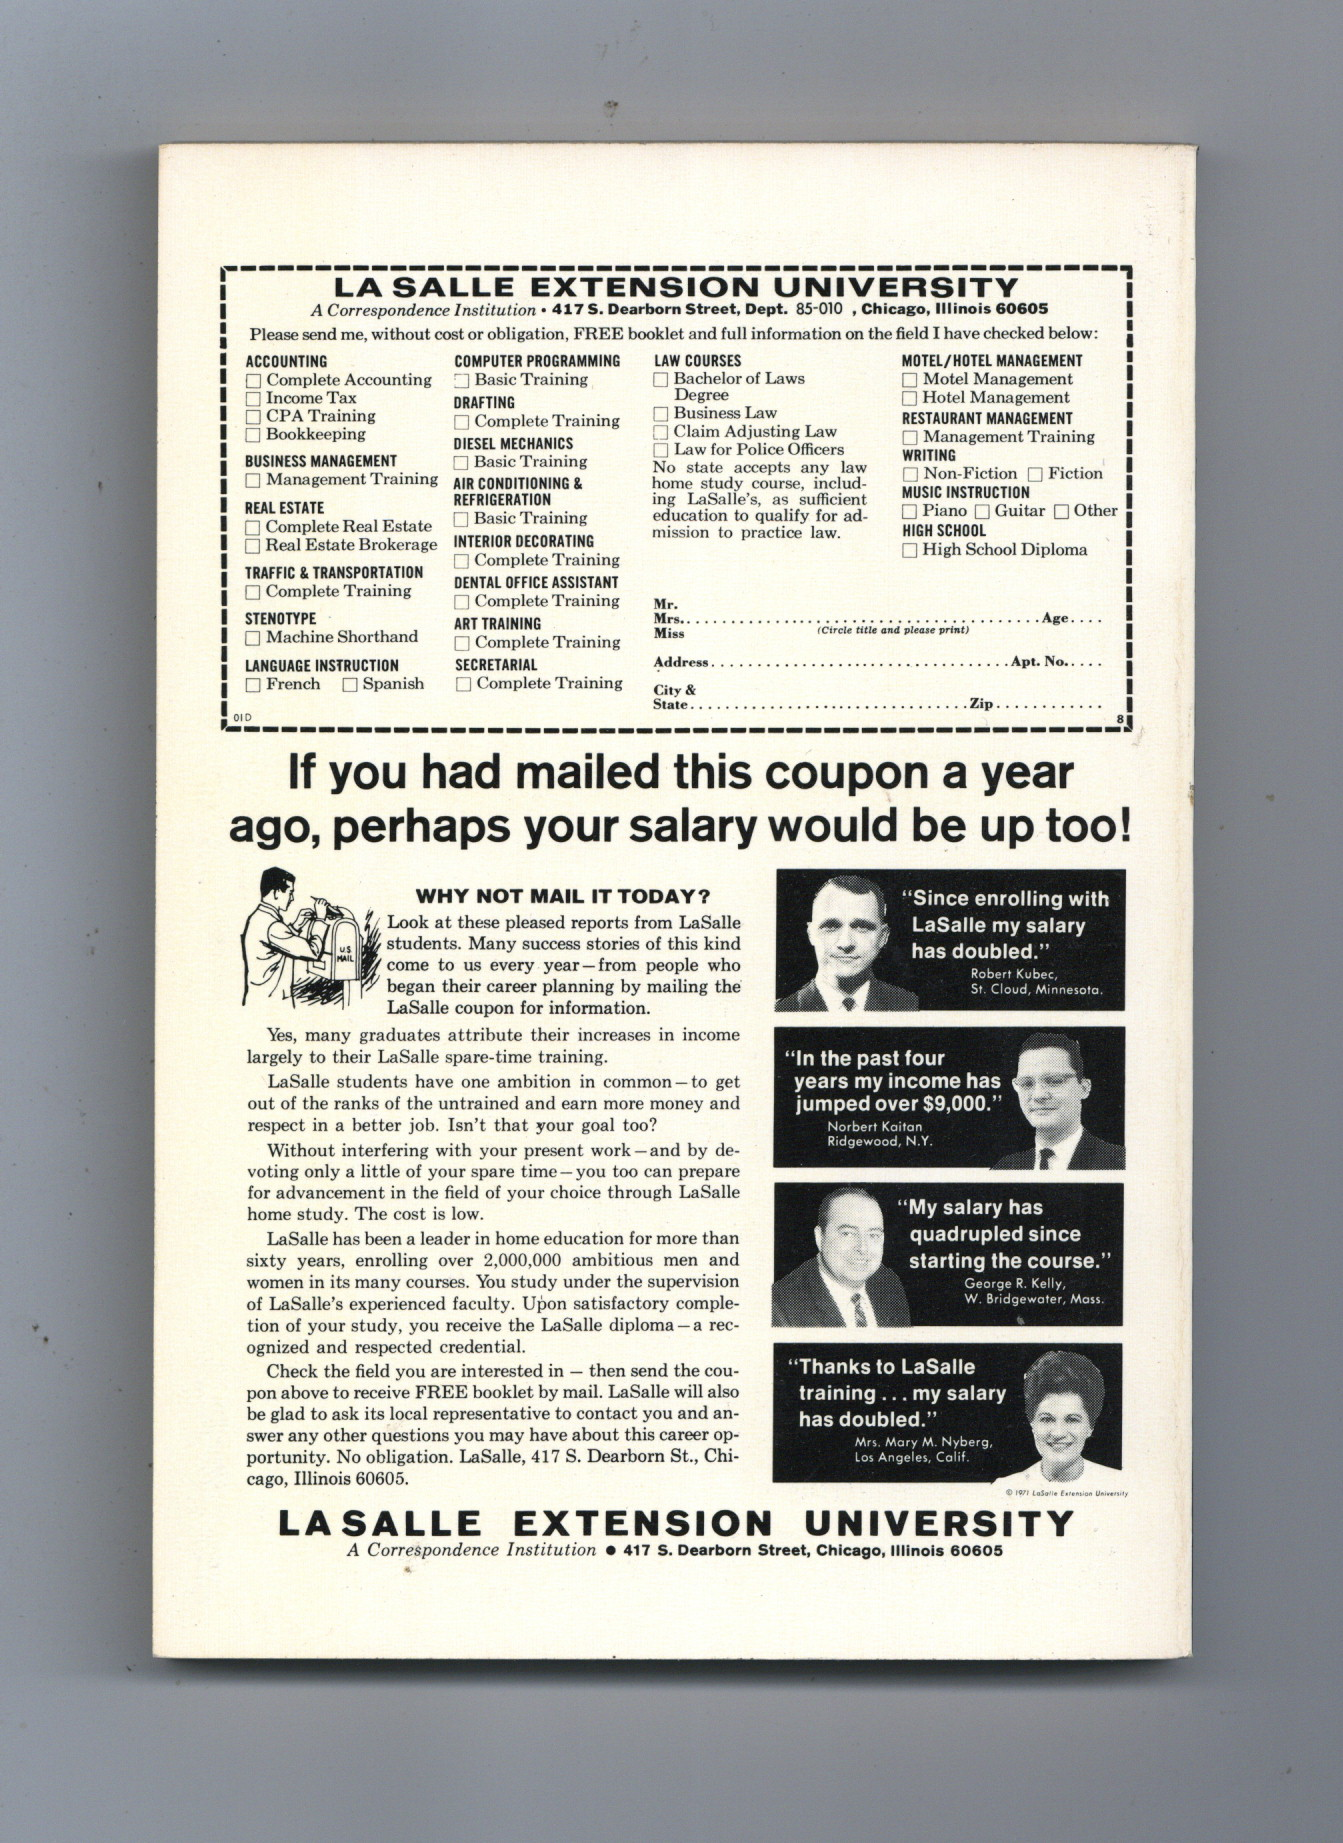 LA SALLE EXTENSION UNIVERSITY
A Correspondence Institution • 417 S. Dearborn Street, Dept. 85-010 , Chicago, Illinois 60605
Please send me, without cost or obligation, FREE booklet and full information on the field I have checked below:
ACCOUNTING
Complete Accounting
Income Tax
CPA Training
Bookkeeping
BUSINESS MANAGEMENT
Management Training
REAL ESTATE
Complete Real Estate
Real Estate Brokerage
TRAFFIC & TRANSPORTATION
Complete Training
STENOTYPE
Machine Shorthand
LANGUAGE INSTRUCTION
French Spanish
01D
COMPUTER PROGRAMMING
Basic Training
DRAFTING
Complete Training
DIESEL MECHANICS
Basic Training
AIR CONDITIONING &
REFRIGERATION
Basic Training
INTERIOR DECORATING
Complete Training
DENTAL OFFICE ASSISTANT
Complete Training
ART TRAINING
Complete Training
SECRETARIAL
Complete Training
LAW COURSES
Bachelor of Laws
Degree
Business Law
Claim Adjusting Law
Law for Police Officers
No state accepts any law
home study course, includ-
ing LaSalle's, as sufficient
education to qualify for ad-
mission to practice law.
MOTEL/HOTEL MANAGEMENT
Motel Management
Hotel Management
RESTAURANT MANAGEMENT
Management Training
WRITING
Non-Fiction Fiction
MUSIC INSTRUCTION
Piano Guitar Other
HIGH SCHOOL
High School Diploma
Mr.
Mrs. Age
Miss (Circle title and please print)
Address Apt. No.
City &
State Zip
8
If you had mailed this coupon a year
ago, perhaps your salary would be up too!
U.S.
MAIL
WHY NOT MAIL IT TODAY?
Look at these pleased reports from LaSalle
students. Many success stories of this kind
come to us every year—from people who
began their career planning by mailing the
LaSalle coupon for information.
Yes, many graduates attribute their increases in income
largely to their LaSalle spare-time training.
LaSalle students have one ambition in common—to get
out of the ranks of the untrained and earn more money and
respect in a better job. Isn't that your goal too?
Without interfering with your present work—and by de-
voting only a little of your spare time—you too can prepare
for advancement in the field of your choice through LaSalle
home study. The cost is low.
LaSalle has been a leader in home education for more than
sixty years, enrolling over 2,000,000 ambitious men and
women in its many courses. You study under the supervision
of LaSalle's experienced faculty. Upon satisfactory comple-
tion of your study, you receive the LaSalle diploma—a rec-
ognized and respected credential.
Check the field you are interested in — then send the cou-
pon above to receive FREE booklet by mail. LaSalle will also
be glad to ask its local representative to contact you and an-
swer any other questions you may have about this career op-
portunity. No obligation. LaSalle, 417 S. Dearborn St., Chi-
cago, Illinois 60605.
"Since enrolling with
LaSalle my salary
has doubled."
Robert Kubec,
St. Cloud, Minnesota.
"In the past four
years my income has
jumped over $9,000."
Norbert Kaitan
Ridgewood, N.Y.
"My salary has
quadrupled since
starting the course."
George R. Kelly,
W. Bridgewater, Mass.
"Thanks to LaSalle
training . . . my salary
has doubled."
Mrs. Mary M. Nyberg,
Los Angeles, Calif.
© 1971 LaSalle Extension University
LA SALLE EXTENSION UNIVERSITY
A Correspondence Institution ● 417 S. Dearborn Street, Chicago, Illinois 60605